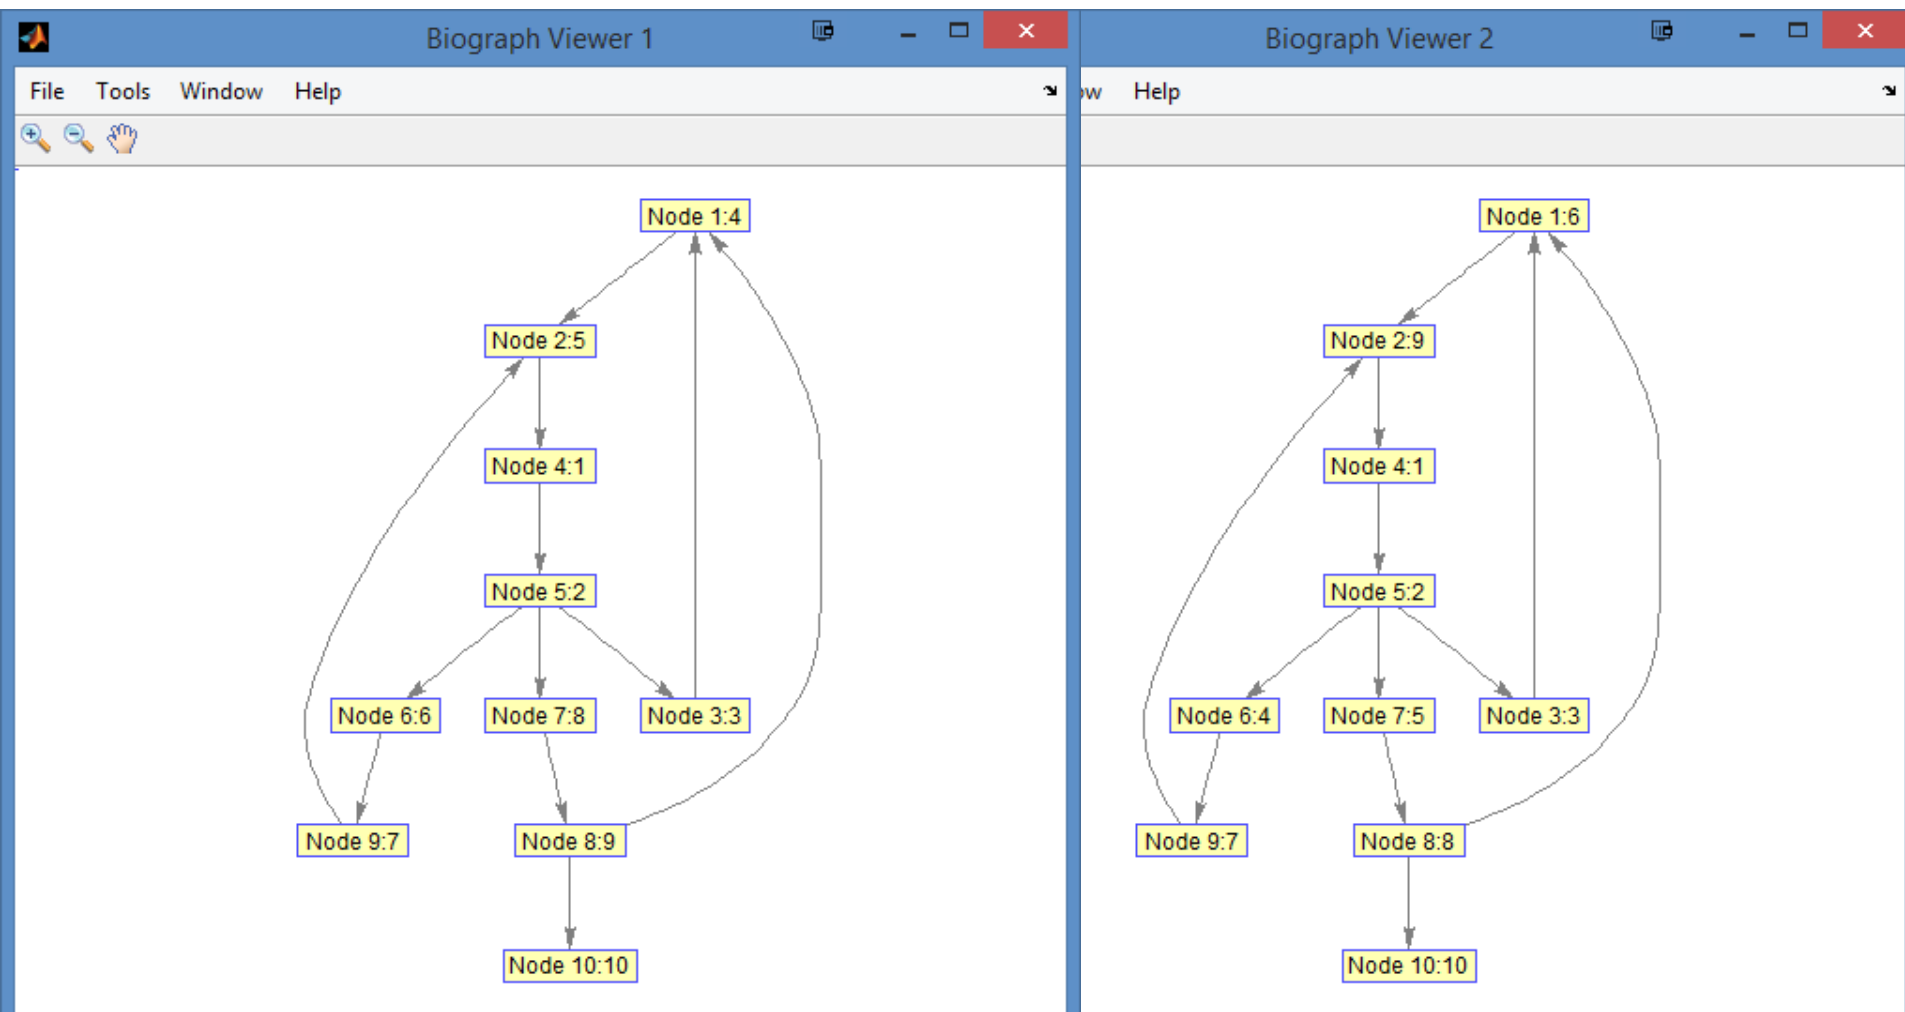 Biograph Viewer 1
File Tools Window Help
Node 1:4
Node 2:5
Node 4:1
Node 5:2
Node 6:6 Node 7:8 Node 3:3
Node 9:7 Node 8:9
Node 10:10
Biograph Viewer 2
ow Help
Node 1:6
Node 2:9
Node 4:1
Node 5:2
Node 6:4 Node 7:5 Node 3:3
Node 9:7 Node 8:8
Node 10:10